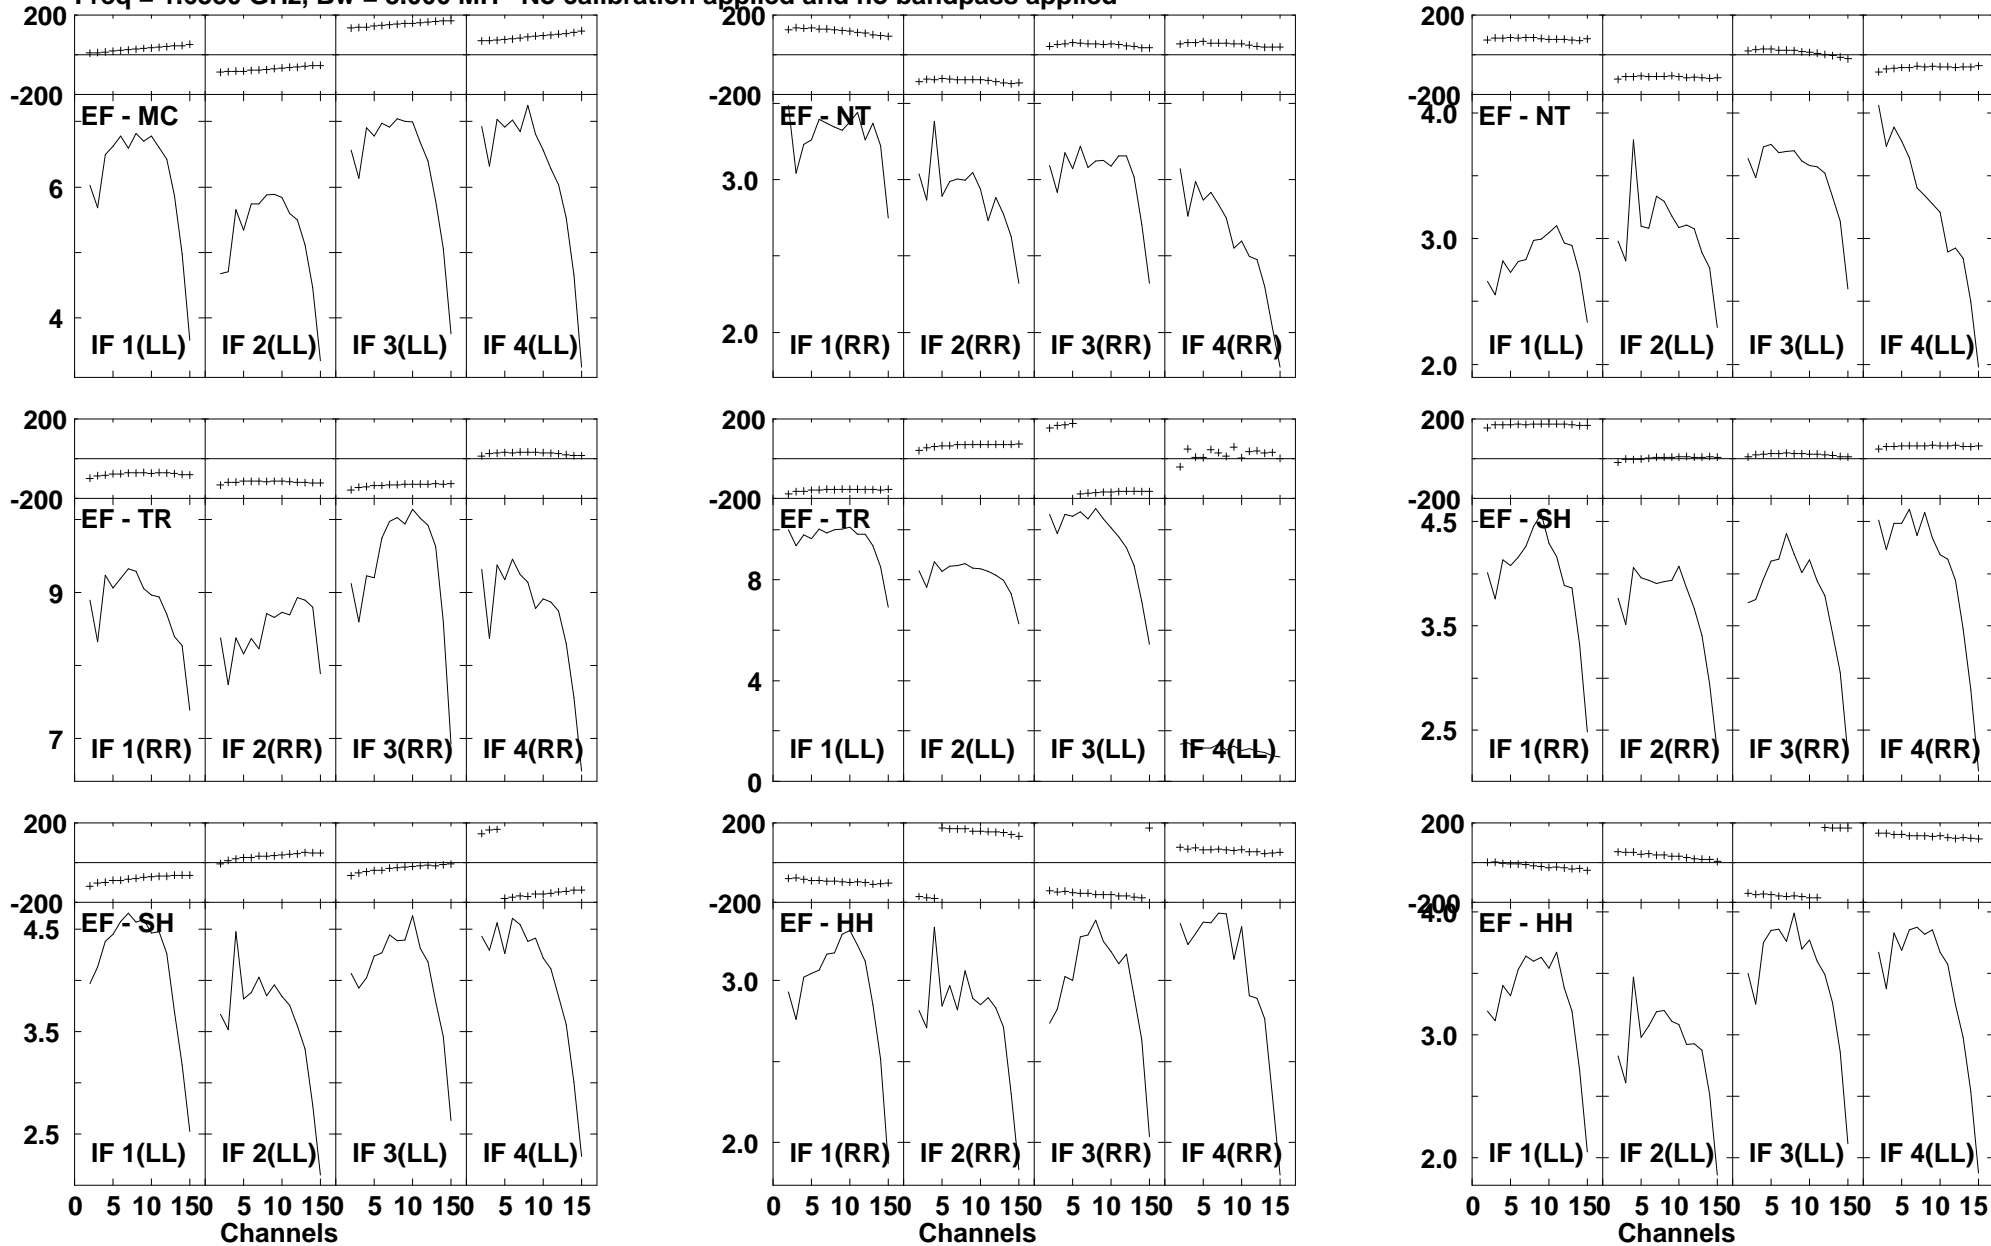 Freq = 1.6380 GHz, Bw = 8.000 MH No calibration applied and no bandpass applied
200 200 200
-200 -200 -200
EF - MC EF - NT EF - NT
4.0
6 3.0 3.0
4 2.0 2.0
IF 1(LL) IF 2(LL) IF 3(LL) IF 4(LL) IF 1(RR) IF 2(RR) IF 3(RR) IF 4(RR) IF 1(LL) IF 2(LL) IF 3(LL) IF 4(LL)
200 200 200
-200 -200 -200
EF - TR EF - TR EF - SH
4.5
9 8 3.5
7 4 2.5
IF 1(RR) IF 2(RR) IF 3(RR) IF 4(RR) IF 1(LL) IF 2(LL) IF 3(LL) IF 4(LL) IF 1(RR) IF 2(RR) IF 3(RR) IF 4(RR)
0
200 200 200
-200 -200 -200
EF - SH EF - HH EF - HH
4.5 4.0
3.5 3.0 3.0
2.5 2.0 2.0
IF 1(LL) IF 2(LL) IF 3(LL) IF 4(LL) IF 1(RR) IF 2(RR) IF 3(RR) IF 4(RR) IF 1(LL) IF 2(LL) IF 3(LL) IF 4(LL)
0 5 10 150 5 10 150 5 10 150 5 10 15 0 5 10 150 5 10 150 5 10 150 5 10 15 0 5 10 150 5 10 150 5 10 150 5 10 15
Channels Channels Channels